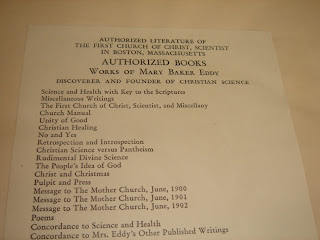 AUTHORIZED LITERATURE OF
THE FIRST CHURCH OF CHRIST, SCIENTIST
IN BOSTON, MASSACHUSETTS
AUTHORIZED BOOKS
WORKS OF MARY BAKER EDDY
DISCOVERER AND FOUNDER OF CHRISTIAN SCIENCE
Science and Health with Key to the Scriptures
Miscellaneous Writings
The First Church of Christ, Scientist, and Miscellany
Church Manual
Unity of Good
Christian Healing
No and Yes
Retrospection and Introspection
Christian Science versus Pantheism
Rudimental Divine Science
The People's Idea of God
Christ and Christmas
Pulpit and Press
Message to The Mother Church, June, 1900
Message to The Mother Church, June, 1901
Message to The Mother Church, June, 1902
Poems
Concordance to Science and Health
Concordance to Mrs. Eddy's Other Published Writings